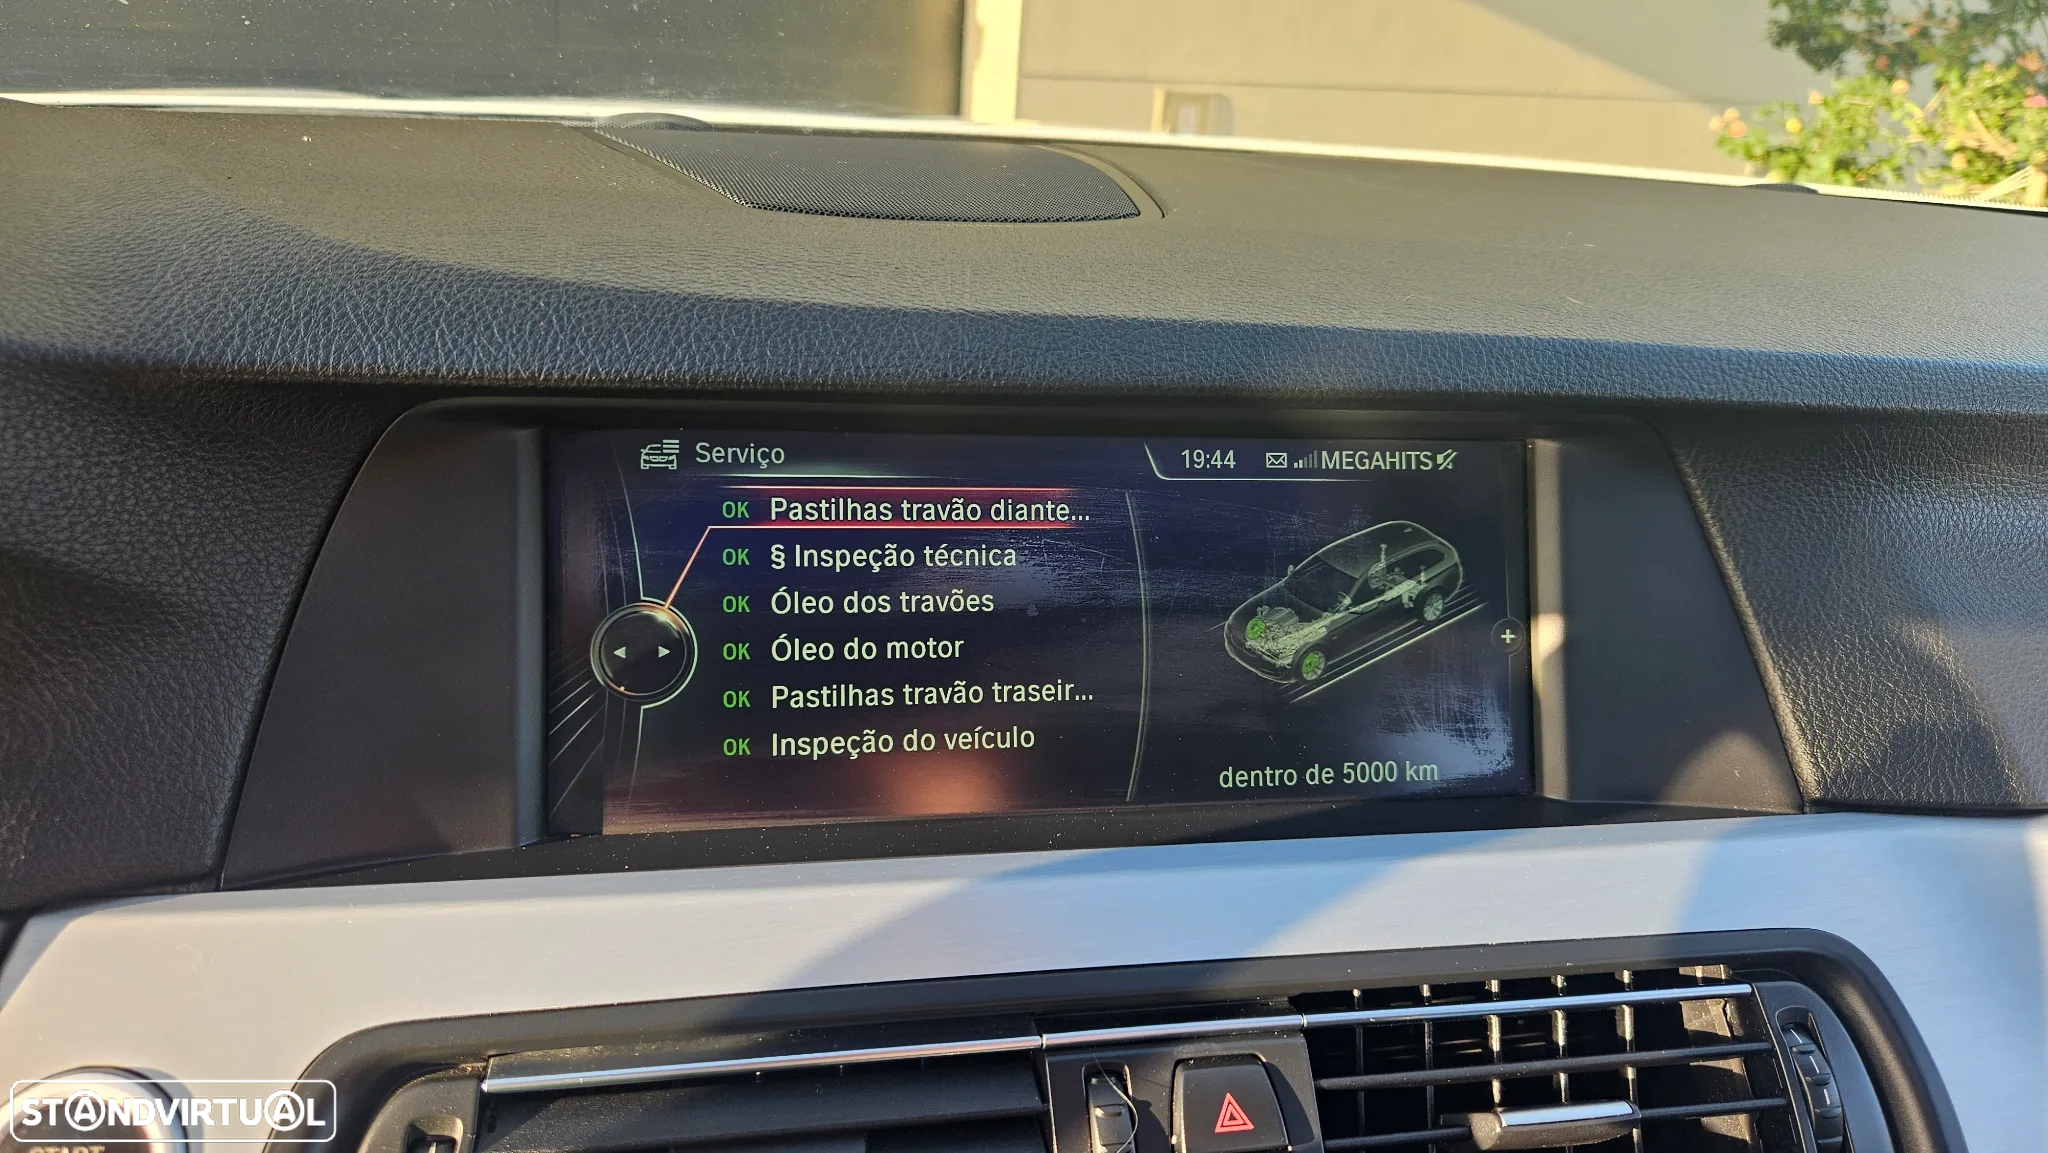 Serviço
19:44 MEGAHITS
OK Pastilhas travão diante...
OK § Inspeção técnica
OK Óleo dos travões
OK Óleo do motor
OK Pastilhas travão traseir...
OK Inspeção do veículo
dentro de 5000 km
STANDVIRTUAL
START